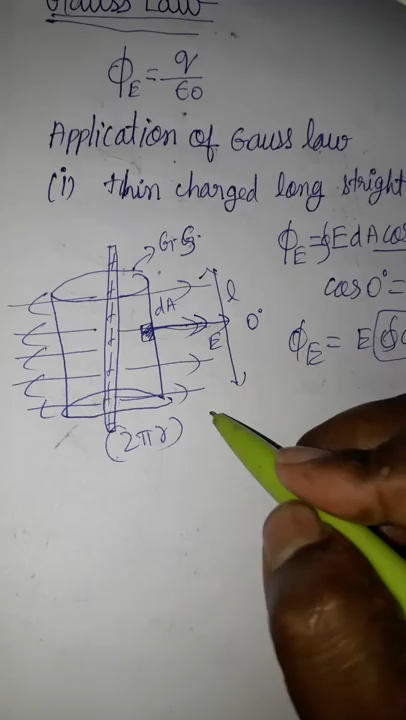 Gauss Law
ϕE = q/ε0
Application of Gauss law
(i) thin charged long stright
ϕE = ∮E dA cos
cos 0° =
ϕE = E
dA
l
0°
E
(2πr)